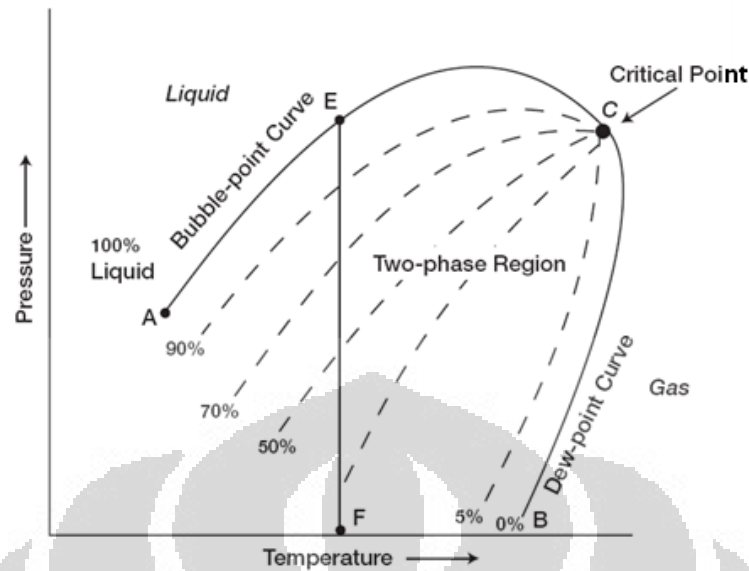 Critical Point
Liquid
E
C
Bubble-point Curve
100%
Liquid
Two-phase Region
Pressure
A
90%
Dew-point Curve
Gas
70%
50%
5%
0%
B
F
Temperature